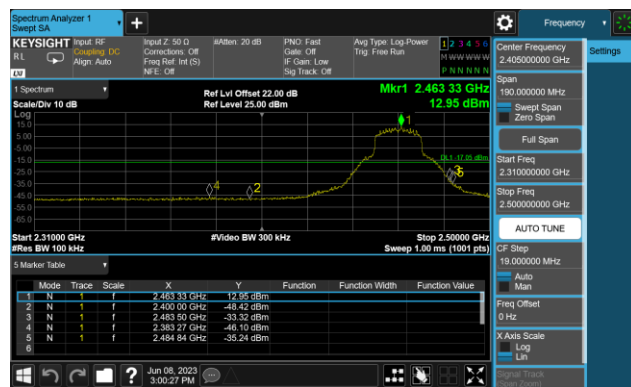 Spectrum Analyzer 1
Swept SA
Frequency
KEYSIGHT
Input: RF
Input Z: 50 Ω
#Atten: 20 dB
PNO: Fast
Avg Type: Log-Power
1 2 3 4 5 6
RL
Coupling: DC
Corrections: Off
Gate: Off
Trig: Free Run
M W W W W W
Align: Auto
Freq Ref: Int (S)
IF Gain: Low
P N N N N N
LXI
NFE: Off
Sig Track: Off
Center Frequency
2.405000000 GHz
Settings
Span
190.000000 MHz
Swept Span
Zero Span
Full Span
Start Freq
2.310000000 GHz
Stop Freq
2.500000000 GHz
AUTO TUNE
CF Step
19.000000 MHz
Auto
Man
Freq Offset
0 Hz
X Axis Scale
Log
Lin
Signal Track
(Span Zoom)
1 Spectrum
Ref Lvl Offset 22.00 dB
Mkr1 2.463 33 GHz
Scale/Div 10 dB
Ref Level 25.00 dBm
12.95 dBm
Log
15.0
5.00
-5.00
-15.0
-25.0
-35.0
-45.0
-55.0
-65.0
1
DL1 -17.05 dBm
4
2
3
5
Start 2.31000 GHz
#Video BW 300 kHz
Stop 2.50000 GHz
#Res BW 100 kHz
Sweep 1.00 ms (1001 pts)
5 Marker Table
Mode Trace Scale X Y Function Function Width Function Value
1 N 1 f 2.463 33 GHz 12.95 dBm
2 N 1 f 2.400 00 GHz -48.42 dBm
3 N 1 f 2.483 50 GHz -33.32 dBm
4 N 1 f 2.383 27 GHz -46.10 dBm
5 N 1 f 2.484 84 GHz -35.24 dBm
6
?
Jun 08, 2023
3:00:27 PM